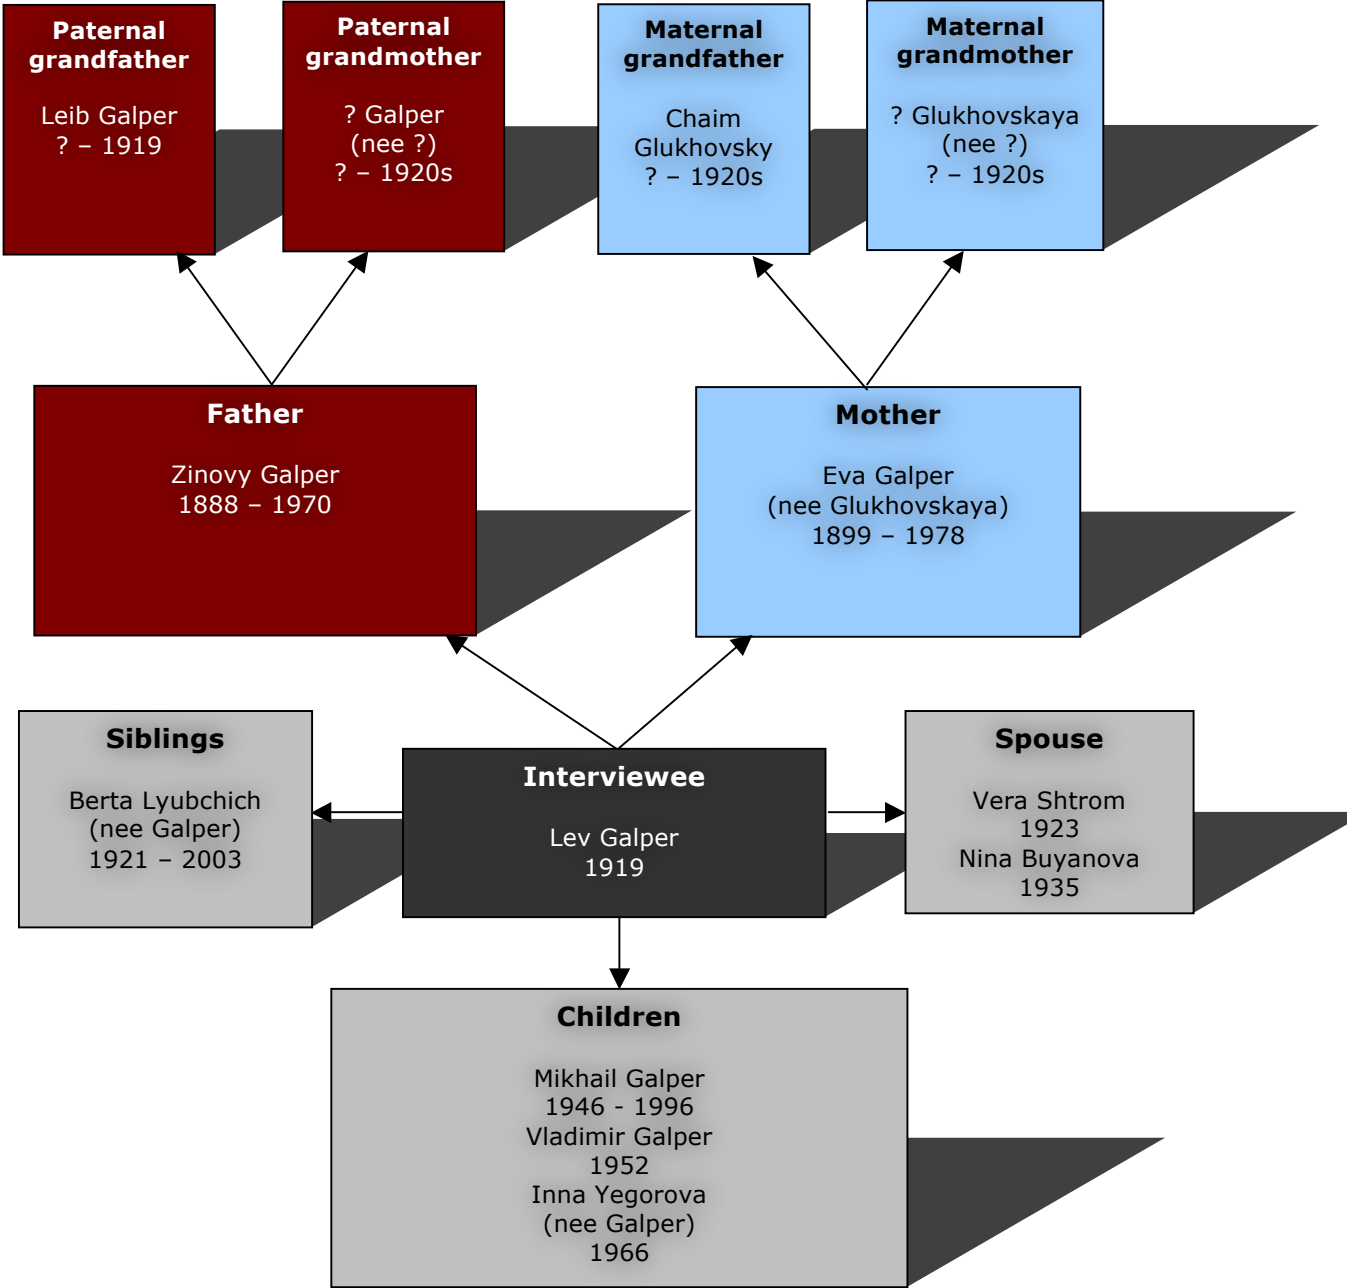 Paternal
grandfather
Leib Galper
? – 1919
Paternal
grandmother
? Galper
(nee ?)
? – 1920s
Maternal
grandfather
Chaim
Glukhovsky
? – 1920s
Maternal
grandmother
? Glukhovskaya
(nee ?)
? – 1920s
Father
Zinovy Galper
1888 – 1970
Mother
Eva Galper
(nee Glukhovskaya)
1899 – 1978
Siblings
Berta Lyubchich
(nee Galper)
1921 – 2003
Interviewee
Lev Galper
1919
Spouse
Vera Shtrom
1923
Nina Buyanova
1935
Children
Mikhail Galper
1946 - 1996
Vladimir Galper
1952
Inna Yegorova
(nee Galper)
1966